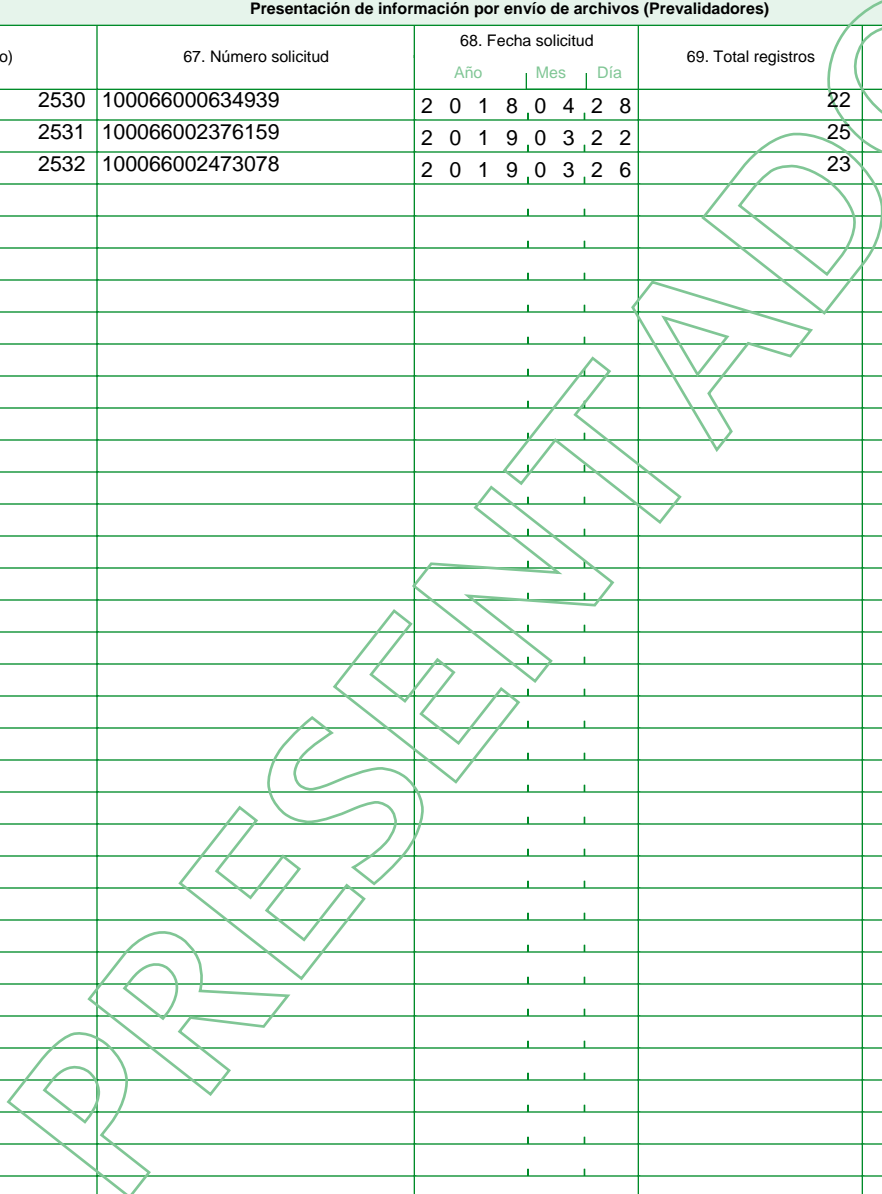 Presentación de información por envío de archivos (Prevalidadores)
o) 67. Número solicitud 68. Fecha solicitud 69. Total registros
Año Mes Día
2530 100066000634939 2 0 1 8 0 4 2 8 22
2531 100066002376159 2 0 1 9 0 3 2 2 25
2532 100066002473078 2 0 1 9 0 3 2 6 23
PRESENTADO